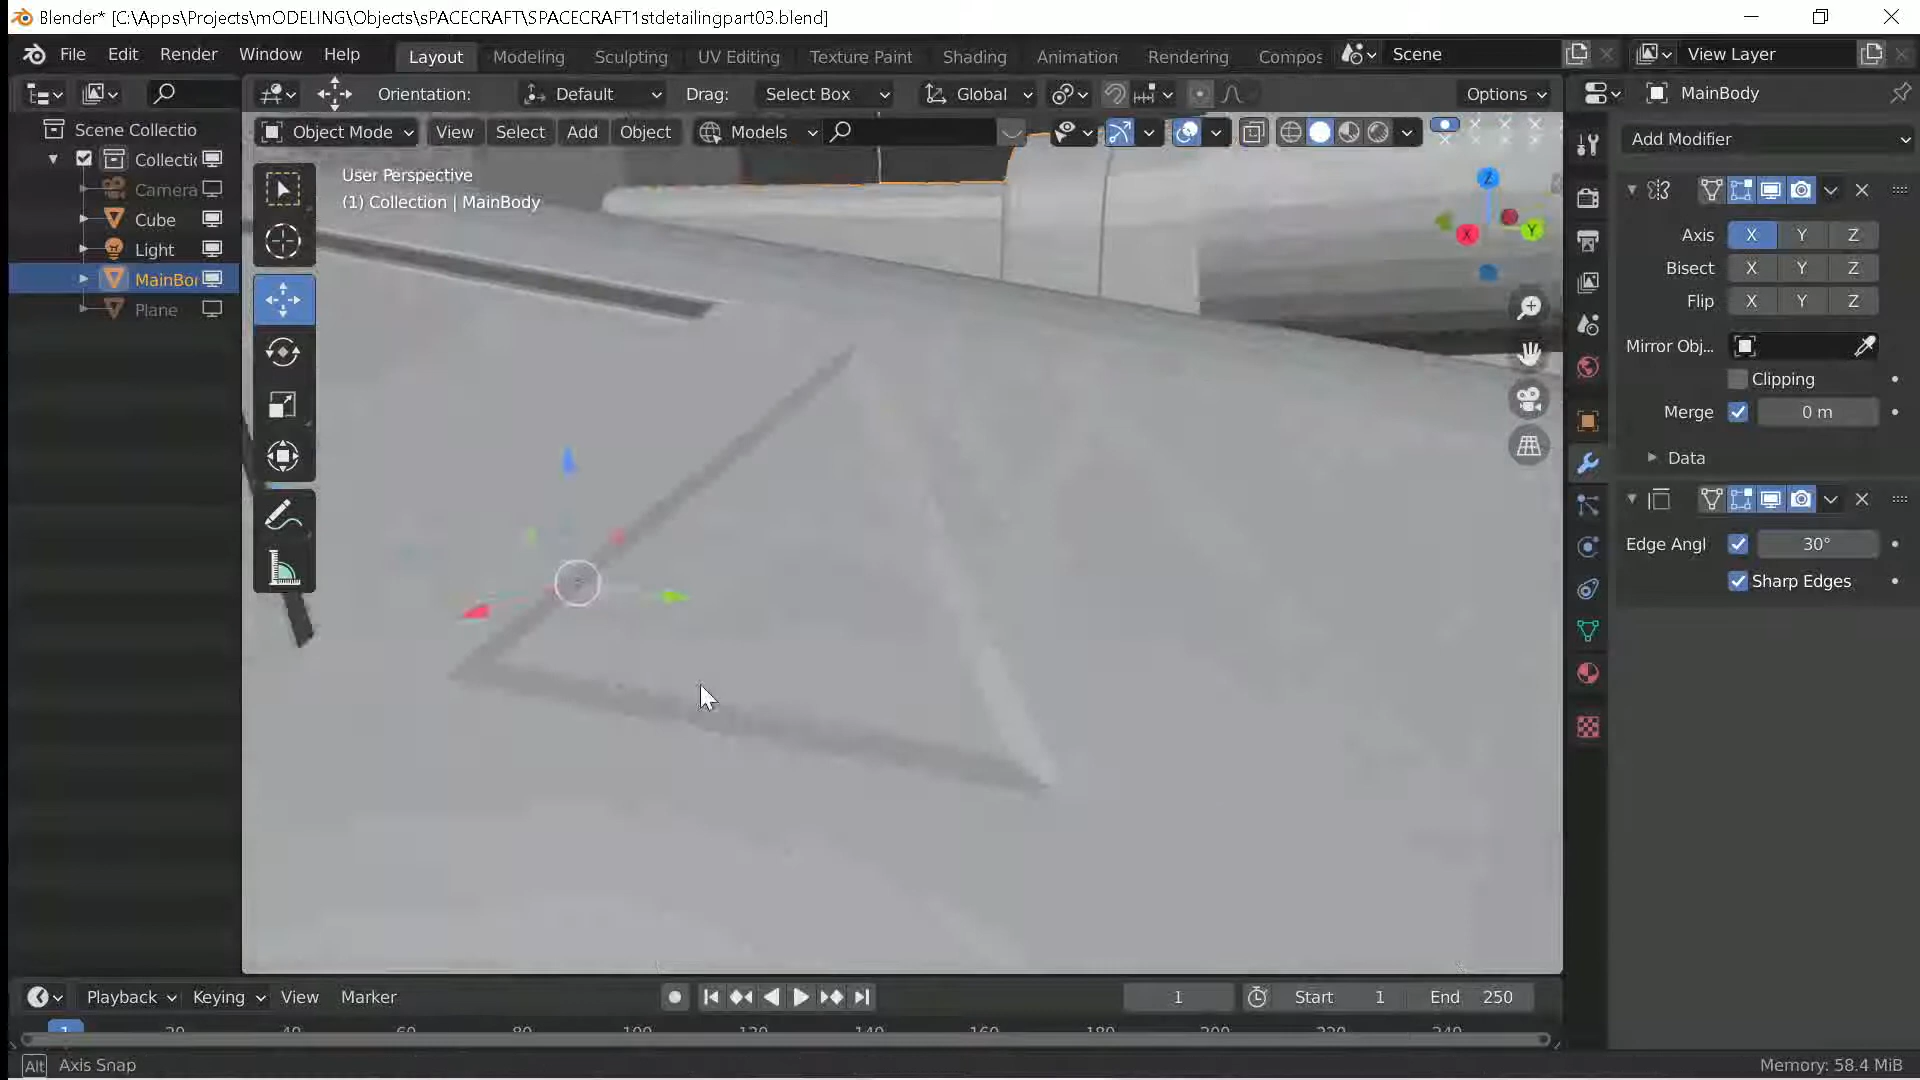 Blender* [C:\Apps\Projects\mODELING\Objects\sPACECRAFT\SPACECRAFT1stdetailingpart03.blend]
File Edit Render Window Help Layout Modeling Sculpting UV Editing Texture Paint Shading Animation Rendering Compos Scene View Layer
Orientation: Default Drag: Select Box Global Options MainBody
Object Mode View Select Add Object Models
Scene Collectio
Collectio
Camera
Cube
Light
MainBo
Plane
User Perspective
(1) Collection | MainBody
Z
X
Y
Add Modifier
Axis X Y Z
Bisect X Y Z
Flip X Y Z
Mirror Obj...
Clipping
Merge 0 m
Data
Edge Angl 30°
Sharp Edges
Playback Keying View Marker 1 Start 1 End 250
1 20 40 60 80 100 120 140 160 180 200 220 240
Alt Axis Snap Memory: 58.4 MiB